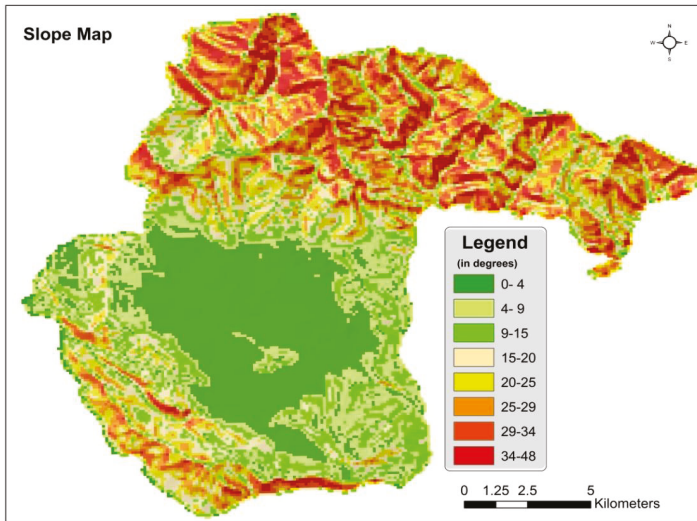 Slope Map
N
W E
S
Legend
(in degrees)
0- 4
4- 9
9-15
15-20
20-25
25-29
29-34
34-48
0 1.25 2.5 5
Kilometers